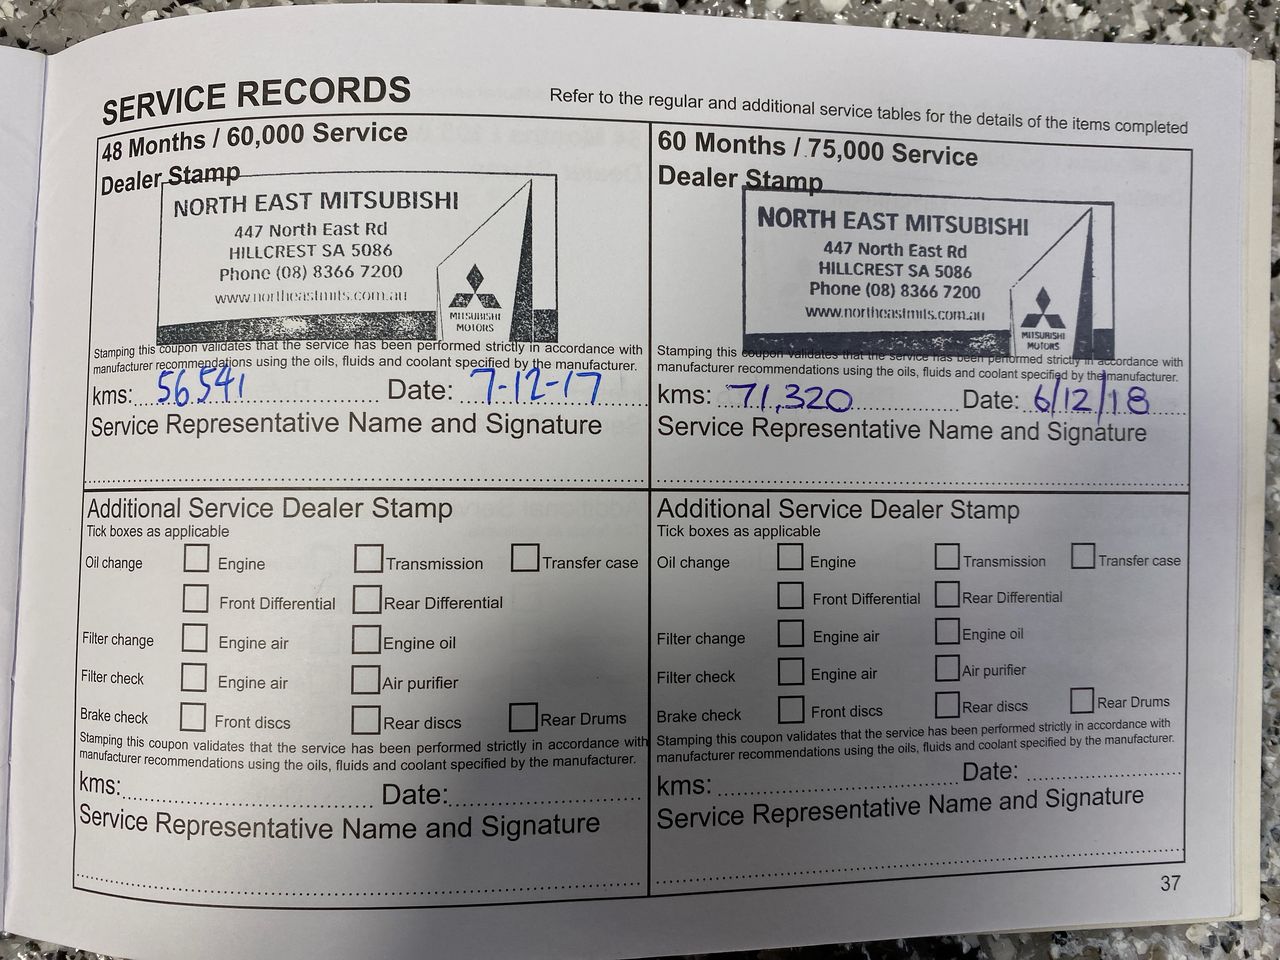 SERVICE RECORDS
Refer to the regular and additional service tables for the details of the items completed
48 Months / 60,000 Service
Dealer Stamp
NORTH EAST MITSUBISHI
447 North East Rd
HILLCREST SA 5086
Phone (08) 8366 7200
www.northeastmits.com.au
MITSUBISHI
MOTORS
Stamping this coupon validates that the service has been performed strictly in accordance with
manufacturer recommendations using the oils, fluids and coolant specified by the manufacturer.
kms: 56541 Date: 7-12-17
Service Representative Name and Signature
Additional Service Dealer Stamp
Tick boxes as applicable
Oil change Engine Transmission Transfer case
Front Differential Rear Differential
Filter change Engine air Engine oil
Filter check Engine air Air purifier
Brake check Front discs Rear discs Rear Drums
Stamping this coupon validates that the service has been performed strictly in accordance with
manufacturer recommendations using the oils, fluids and coolant specified by the manufacturer.
kms: Date:
Service Representative Name and Signature
60 Months / 75,000 Service
Dealer Stamp
NORTH EAST MITSUBISHI
447 North East Rd
HILLCREST SA 5086
Phone (08) 8366 7200
www.northeastmits.com.au
MITSUBISHI
MOTORS
Stamping this coupon validates that the service has been performed strictly in accordance with
manufacturer recommendations using the oils, fluids and coolant specified by the manufacturer.
kms: 71,320 Date: 6/12/18
Service Representative Name and Signature
Additional Service Dealer Stamp
Tick boxes as applicable
Oil change Engine Transmission Transfer case
Front Differential Rear Differential
Filter change Engine air Engine oil
Filter check Engine air Air purifier
Brake check Front discs Rear discs Rear Drums
Stamping this coupon validates that the service has been performed strictly in accordance with
manufacturer recommendations using the oils, fluids and coolant specified by the manufacturer.
kms: Date:
Service Representative Name and Signature
37